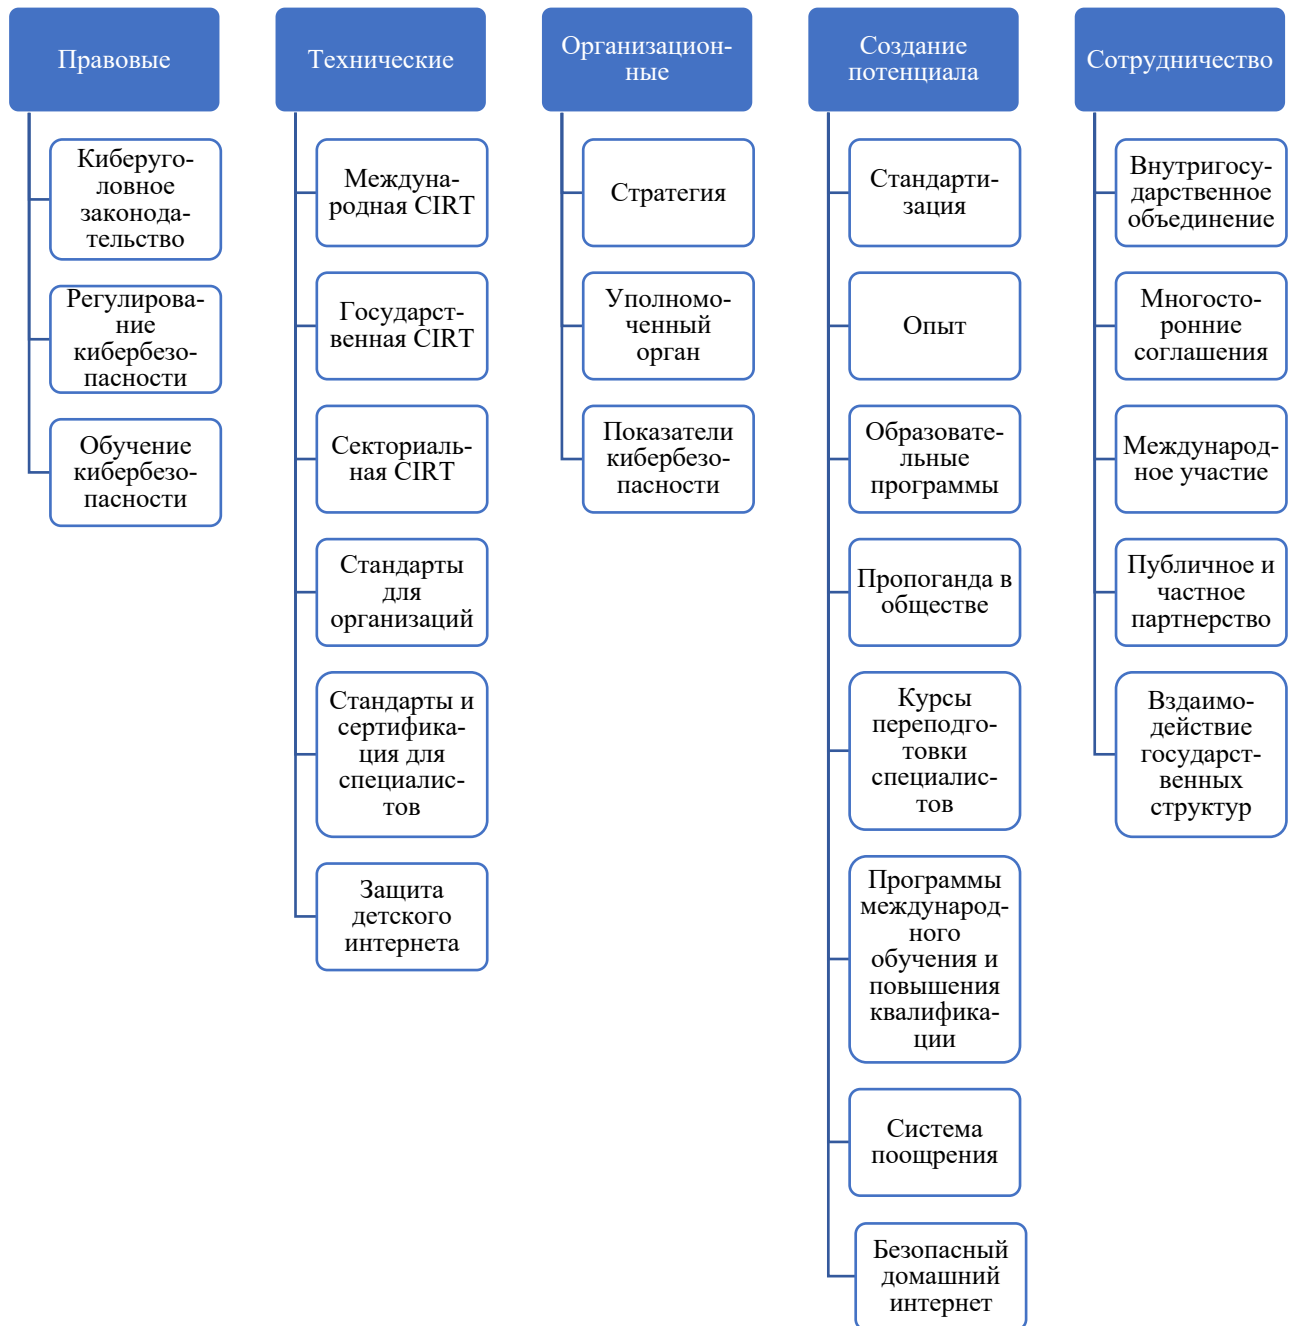 Правовые
Киберуго-
ловное
законода-
тельство
Регулирова-
ние
кибербезо-
пасности
Обучение
кибербезо-
пасности
Технические
Междуна-
родная CIRT
Государст-
венная CIRT
Секториаль-
ная CIRT
Стандарты
для
организаций
Стандарты и
сертифика-
ция для
специалис-
тов
Защита
детского
интернета
Организацион-
ные
Стратегия
Уполномо-
ченный
орган
Показатели
кибербезо-
пасности
Создание
потенциала
Стандарти-
зация
Опыт
Образовате-
льные
программы
Пропоганда в
обществе
Курсы
переподго-
товки
специалис-
тов
Программы
международ-
ного
обучения и
повышения
квалифика-
ции
Система
поощрения
Безопасный
домашний
интернет
Сотрудничество
Внутригосу-
дарственное
объединение
Многосто-
ронние
соглашения
Международ-
ное участие
Публичное и
частное
партнерство
Вздаимо-
действие
государст-
венных
структур